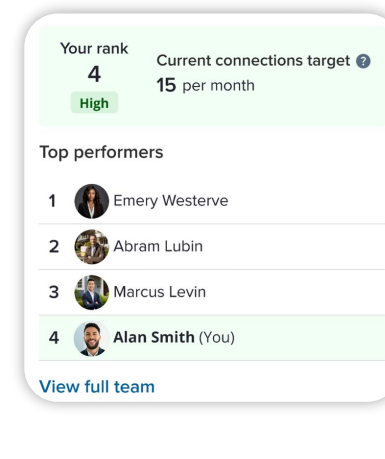 Your rank
4
High
Current connections target ?
15 per month
Top performers
1 Emery Westerve
2 Abram Lubin
3 Marcus Levin
4 Alan Smith (You)
View full team